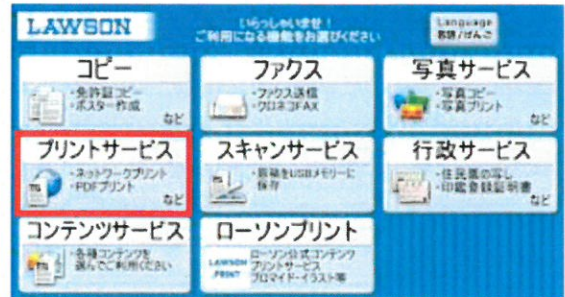 LAWSON
いらっしゃいませ!
ご利用になる機能をお選びください
Language
コピー
・免許証コピー
・ポスター作成
など
ファクス
・ファクス送信
・クロネコFAX
写真サービス
・写真コピー
・写真プリント
など
プリントサービス
・ネットワークプリント
・PDFプリント
など
スキャンサービス
・原稿をUSBメモリーに
保存
行政サービス
・住民票の写し
・印鑑登録証明書
など
コンテンツサービス
・各種コンテンツを
選んでご利用ください
ローソンプリント
LAWSON
PRINT
ローソン公式コンテンツ
プリントサービス
ブロマイド・イラスト等